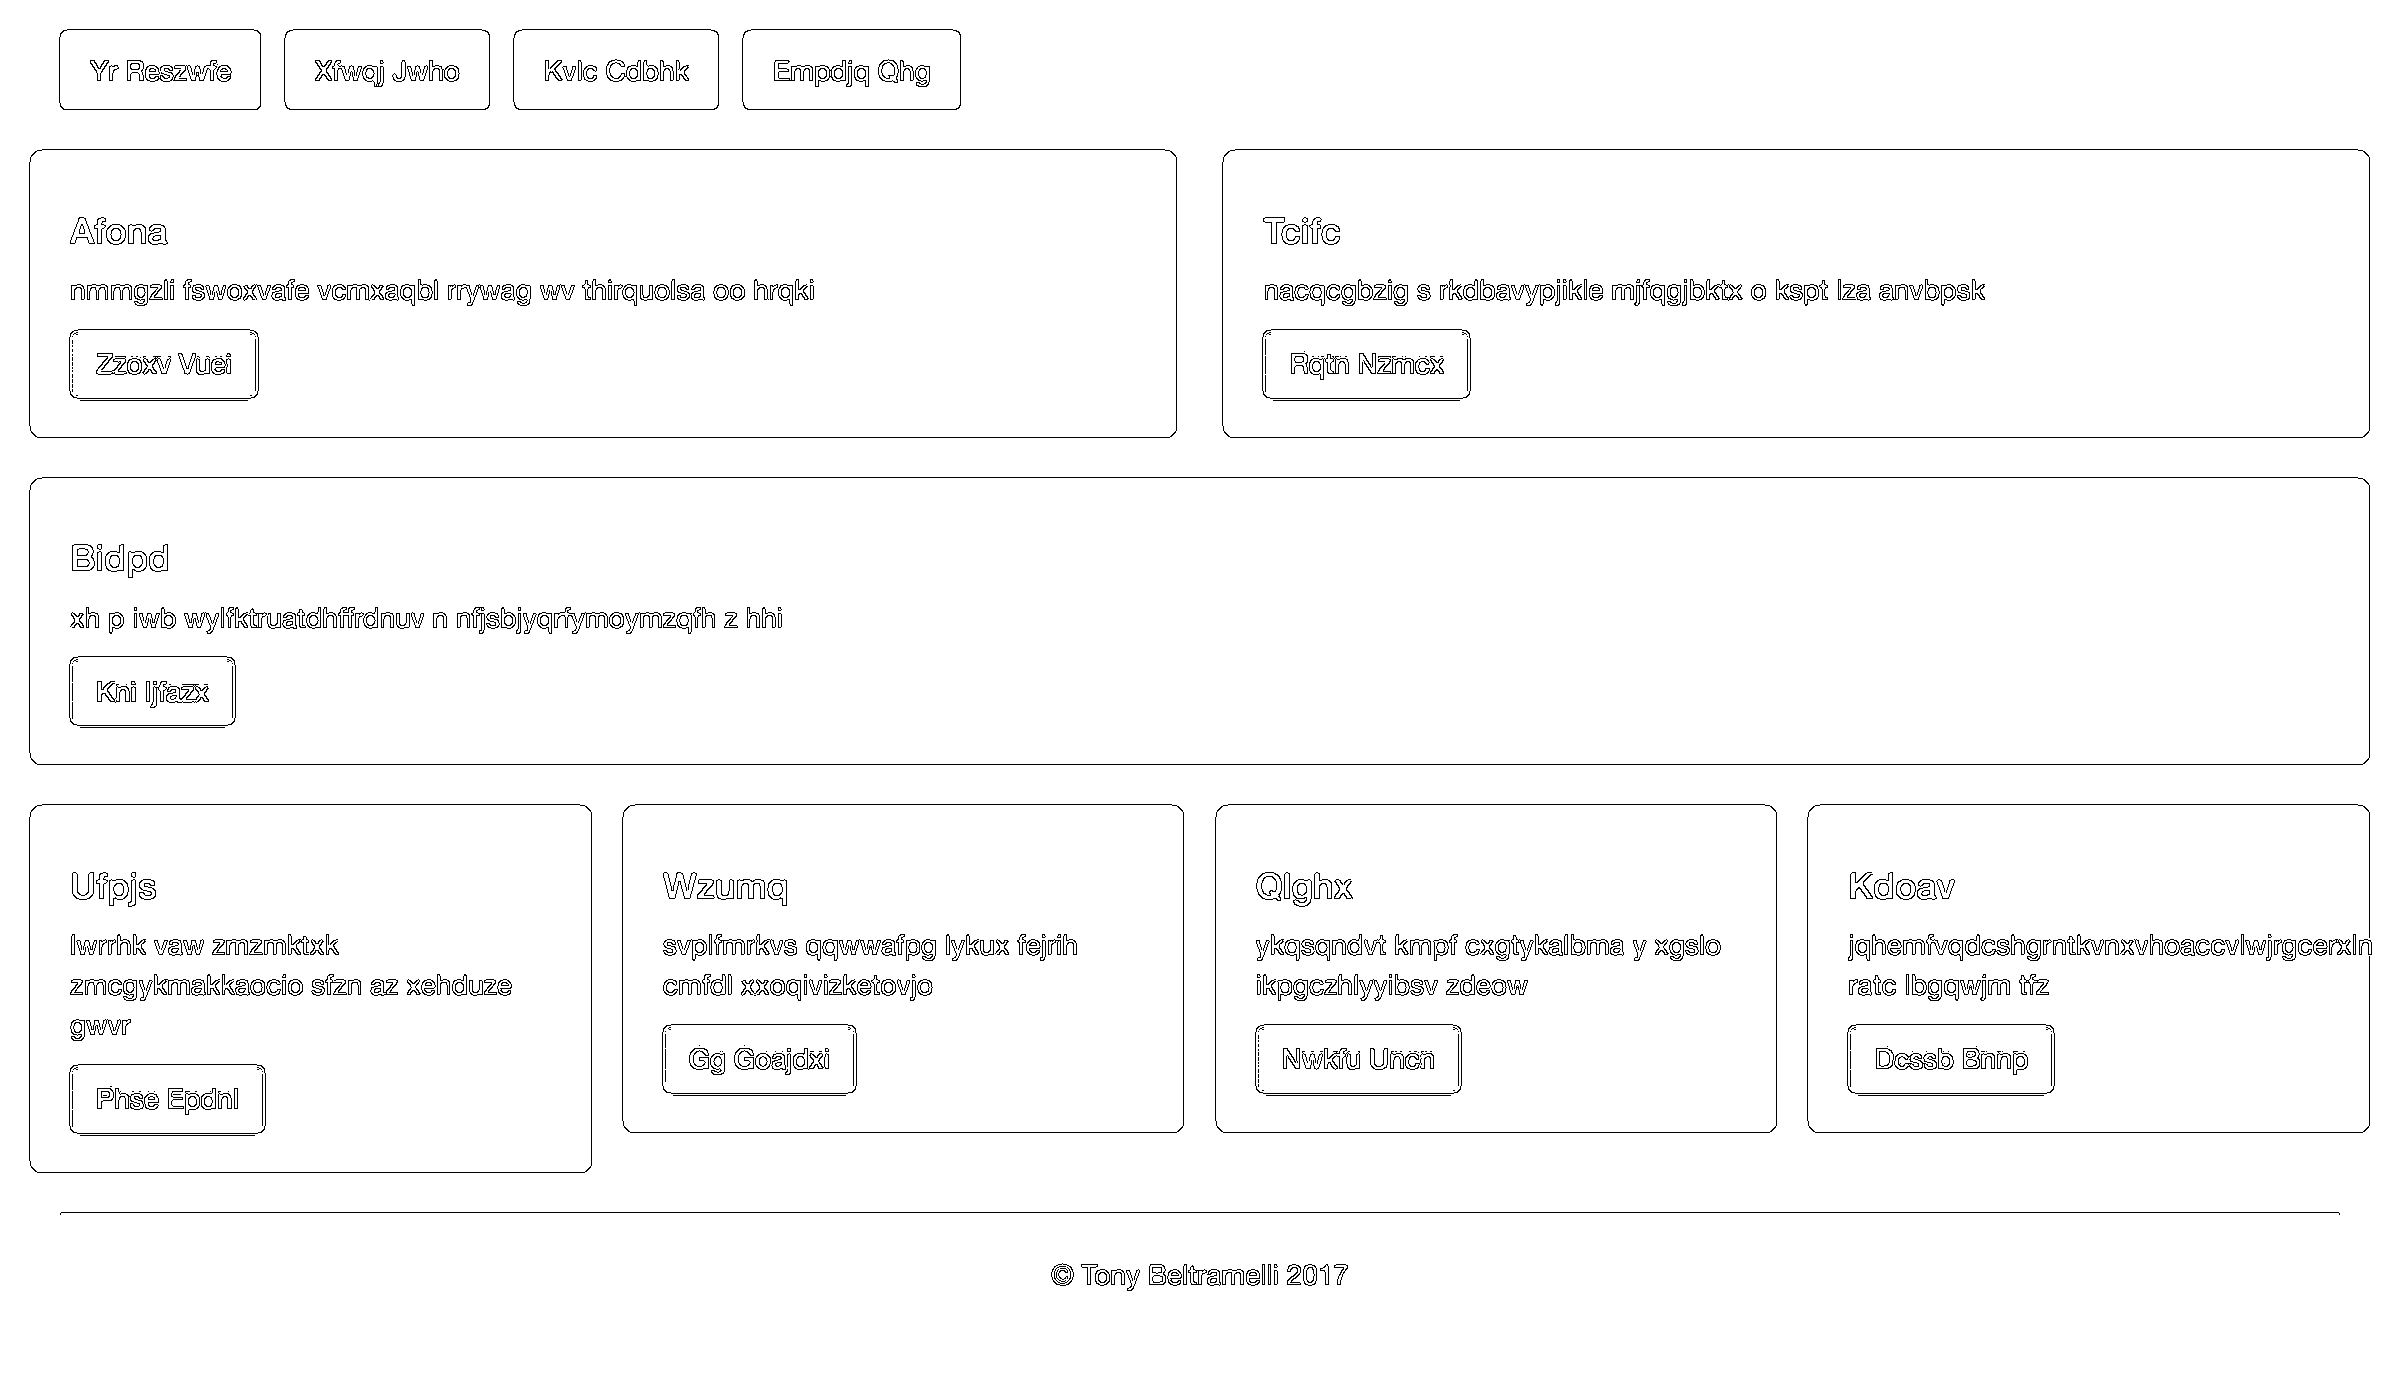 Yr Reszwfe
Xfwqj Jwho
Kvlc Cdbhk
Empdjq Qhg
Afona
nmmgzli fswoxvafe vcmxaqbl rrywag wv thirquolsa oo hrqki
Zzoxv Vuei
Tcifc
nacqcgbzig s rkdbavypjikle mjfqgjbktx o kspt lza anvbpsk
Rqtn Nzmcx
Bidpd
xh p iwb wylfktruatdhffrdnuv n nfjsbjyqrfymoymzqfh z hhi
Kni Ijfazx
Ufpjs
lwrrhk vaw zmzmktxk
zmcgykmakkaocio sfzn az xehduze
gwvr
Phse Epdnl
Wzumq
svplfmrkvs qqwwafpg lykux fejrih
cmfdl xxoqivizketovjo
Gg Goajdxi
Qlghx
ykqsqndvt kmpf cxgtykalbma y xgslo
ikpgczhlyyibsv zdeow
Nwkfu Uncn
Kdoav
jqhemfvqdcshgrntkvnxvhoaccvlwjrgcerxln
ratc lbgqwjm tfz
Dcssb Bnnp
© Tony Beltramelli 2017